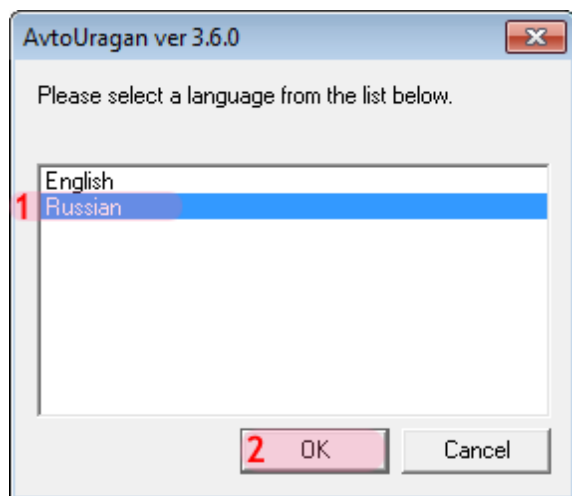 AvtoUragan ver 3.6.0
Please select a language from the list below.
English
1 Russian
2 OK
Cancel